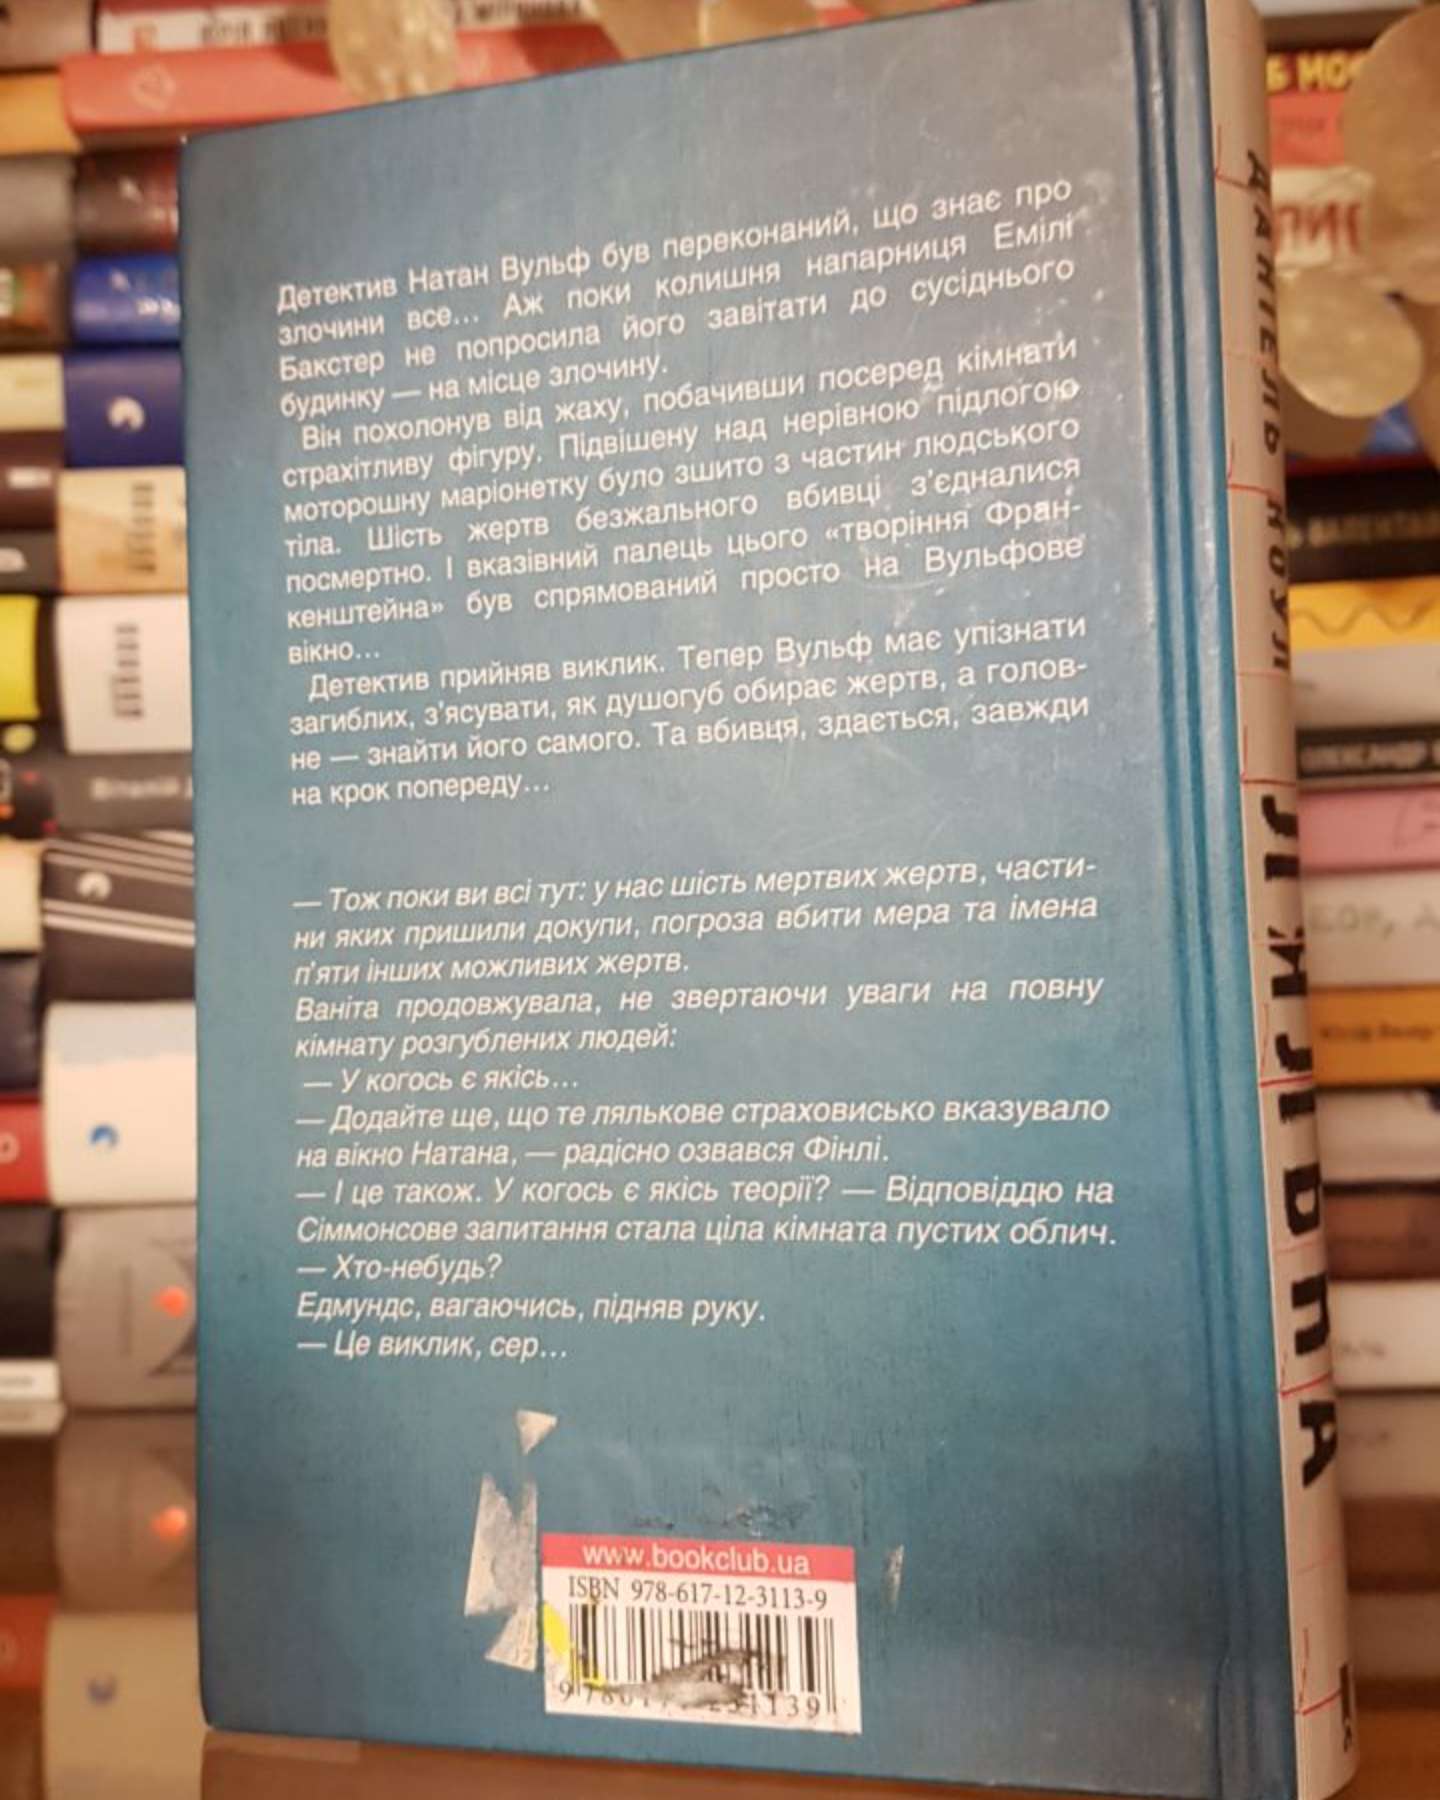 Детектив Натан Вульф був переконаний, що знає про
злочини все... Аж поки колишня напарниця Емілі
Бакстер не попросила його завітати до сусіднього
будинку — на місце злочину.
Він похолонув від жаху, побачивши посеред кімнати
страхітливу фігуру. Підвішену над нерівною підлогою
моторошну маріонетку було зшито з частин людського
тіла. Шість жертв безжального вбивці з'єдналися
посмертно. І вказівний палець цього «творіння Фран-
кенштейна» був спрямований просто на Вульфове
вікно...
Детектив прийняв виклик. Тепер Вульф має упізнати
загиблих, з'ясувати, як душогуб обирає жертв, а голов-
не — знайти його самого. Та вбивця, здається, завжди
на крок попереду...
— Тож поки ви всі тут: у нас шість мертвих жертв, части-
ни яких пришили докупи, погроза вбити мера та імена
п'яти інших можливих жертв.
Ваніта продовжувала, не звертаючи уваги на повну
кімнату розгублених людей:
— У когось є якісь...
— Додайте ще, що те лялькове страховисько вказувало
на вікно Натана, — радісно озвався Фінлі.
— І це також. У когось є якісь теорії? — Відповіддю на
Сіммонсове запитання стала ціла кімната пустих облич.
— Хто-небудь?
Едмундс, вагаючись, підняв руку.
— Це виклик, сер...
www.bookclub.ua
ISBN 978-617-12-3113-9
ДАНІЕЛЬ КОУЛ
ЛЯЛЬКА